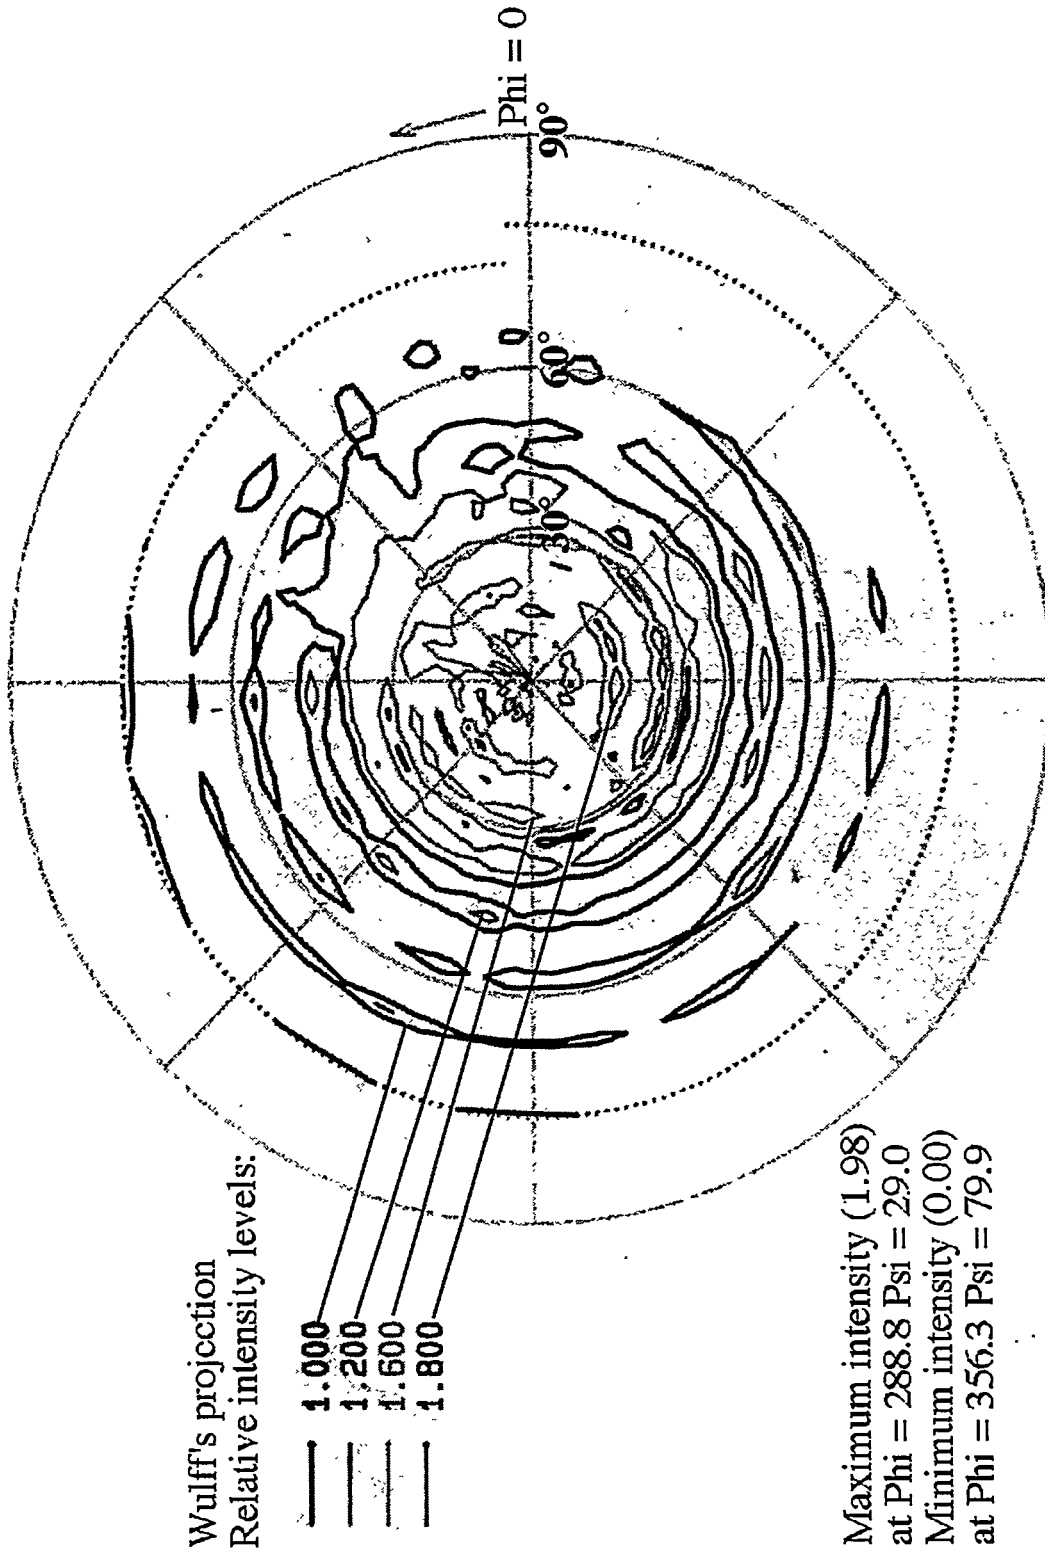 Wulff's projection
Relative intensity levels:
1.000
1.200
1.600
1.800
Phi = 0
90°
60°
30°
Maximum intensity (1.98)
at Phi = 288.8 Psi = 29.0
Minimum intensity (0.00)
at Phi = 356.3 Psi = 79.9